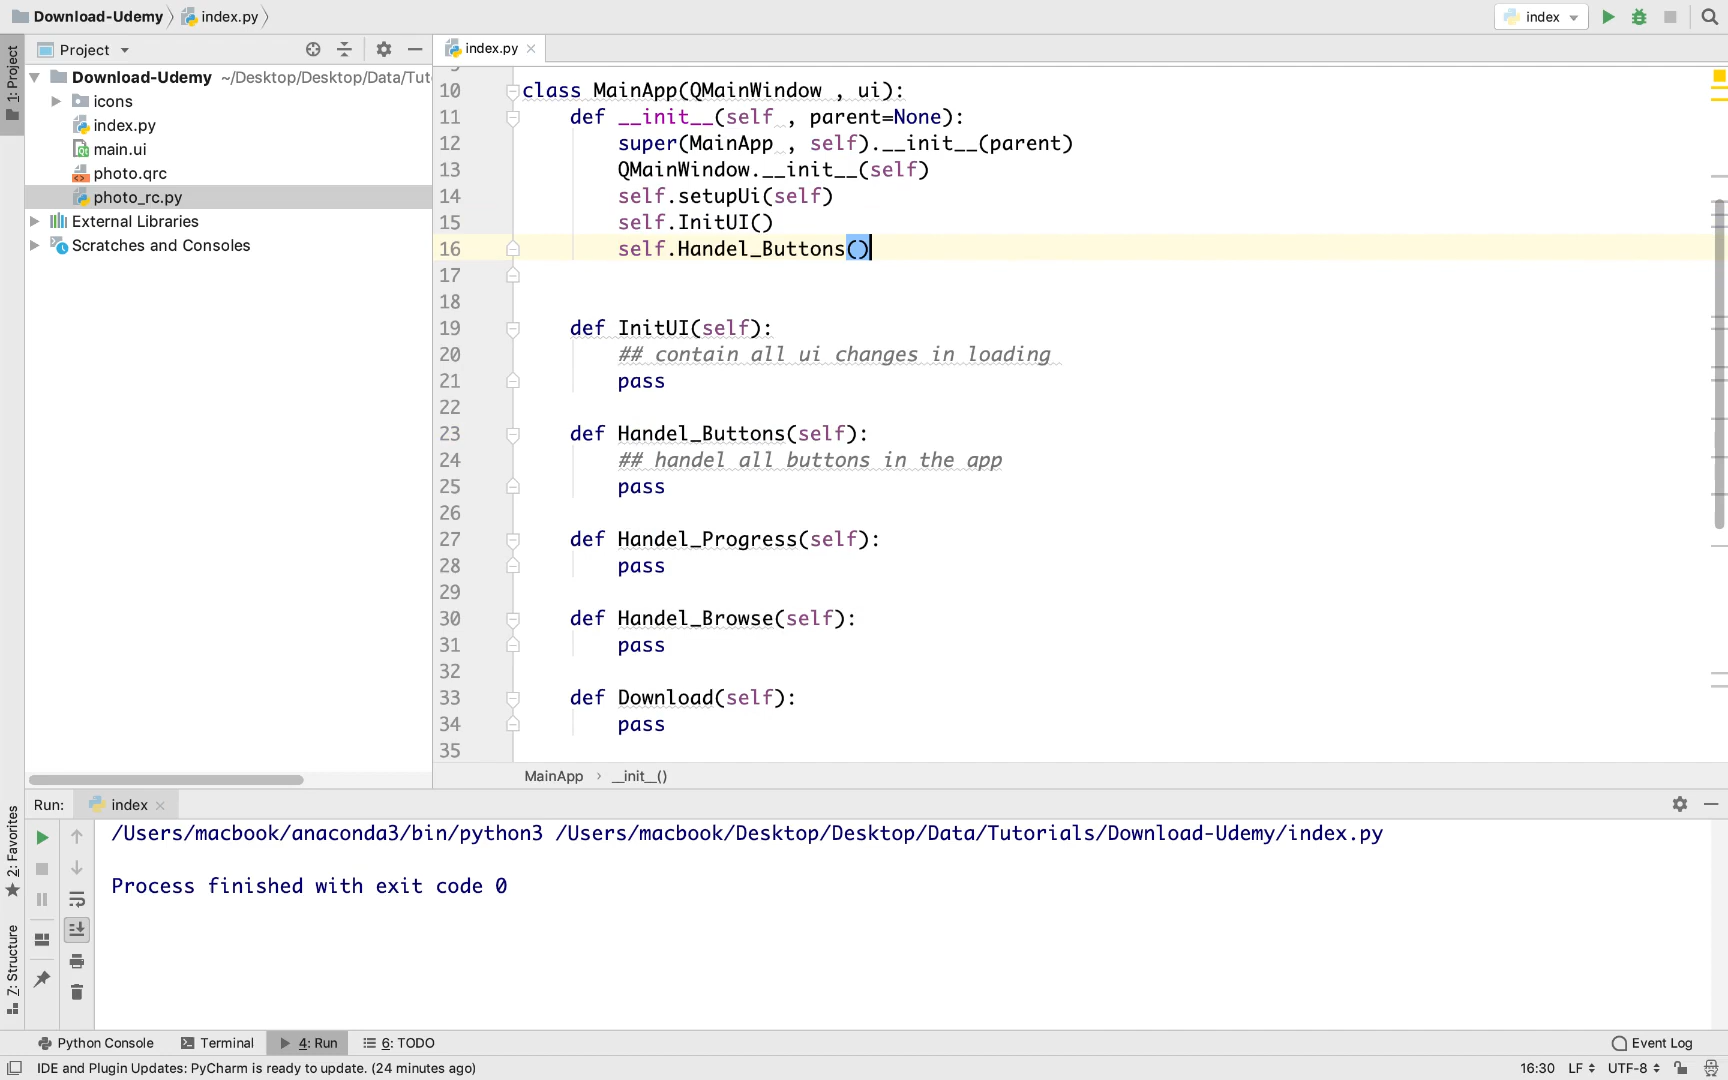 Download-Udemy index.py
index
1: Project
Project
index.py
Download-Udemy ~/Desktop/Desktop/Data/Tut
icons
index.py
main.ui
photo.qrc
photo_rc.py
External Libraries
Scratches and Consoles
10 class MainApp(QMainWindow , ui):
11 def __init__(self , parent=None):
12 super(MainApp , self).__init__(parent)
13 QMainWindow.__init__(self)
14 self.setupUi(self)
15 self.InitUI()
16 self.Handel_Buttons()
17
18
19 def InitUI(self):
20 ## contain all ui changes in loading
21 pass
22
23 def Handel_Buttons(self):
24 ## handel all buttons in the app
25 pass
26
27 def Handel_Progress(self):
28 pass
29
30 def Handel_Browse(self):
31 pass
32
33 def Download(self):
34 pass
35
MainApp › __init__()
Run: index
/Users/macbook/anaconda3/bin/python3 /Users/macbook/Desktop/Desktop/Data/Tutorials/Download-Udemy/index.py
Process finished with exit code 0
2: Favorites
7: Structure
Python Console Terminal 4: Run 6: TODO Event Log
IDE and Plugin Updates: PyCharm is ready to update. (24 minutes ago) 16:30 LF UTF-8